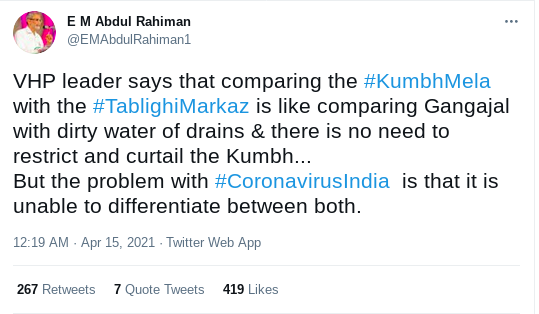 E M Abdul Rahiman
@EMAbdulRahiman1
VHP leader says that comparing the #KumbhMela
with the #TablighiMarkaz is like comparing Gangajal
with dirty water of drains & there is no need to
restrict and curtail the Kumbh...
But the problem with #CoronavirusIndia is that it is
unable to differentiate between both.
12:19 AM · Apr 15, 2021 · Twitter Web App
267 Retweets 7 Quote Tweets 419 Likes